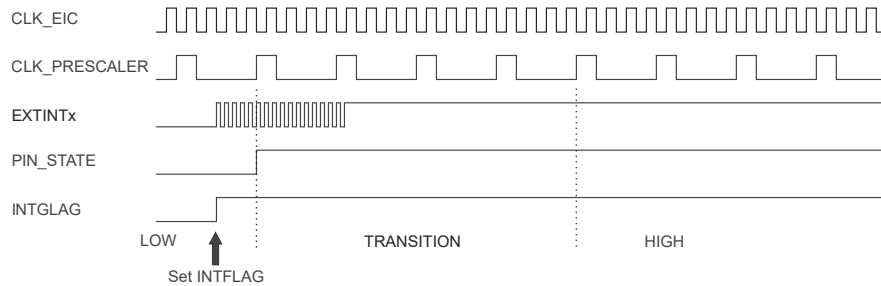 CLK_EIC
CLK_PRESCALER
EXTINTx
PIN_STATE
INTGLAG
LOW TRANSITION HIGH
Set INTFLAG